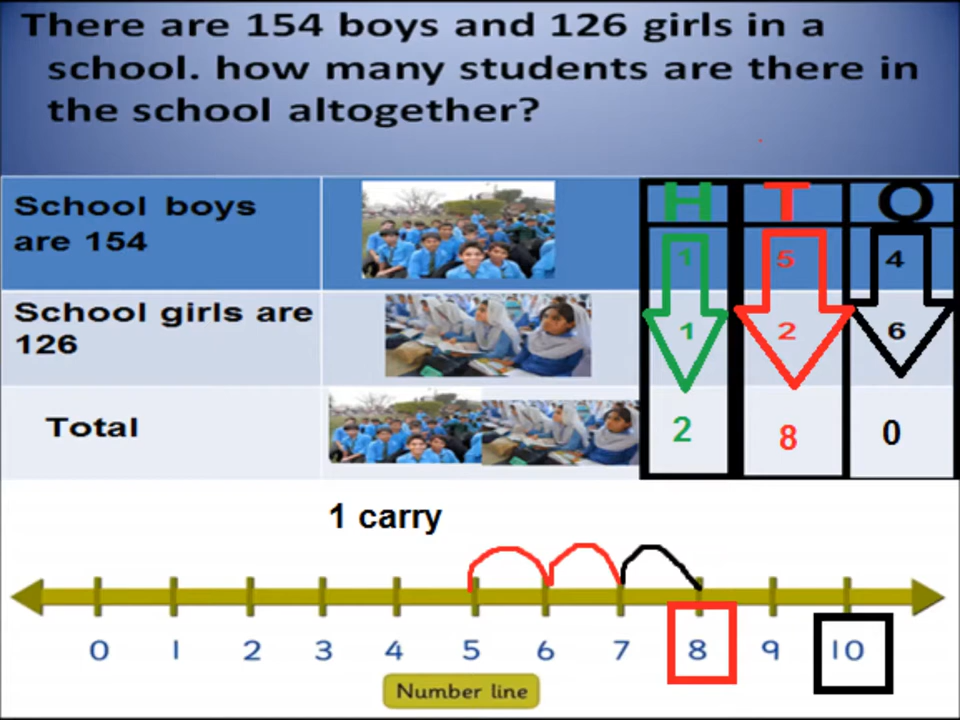 There are 154 boys and 126 girls in a
school. how many students are there in
the school altogether?
School boys
are 154
H T O
1 5 4
School girls are
126
1 2 6
Total
2 8 0
1 carry
0 1 2 3 4 5 6 7 8 9 10
Number line